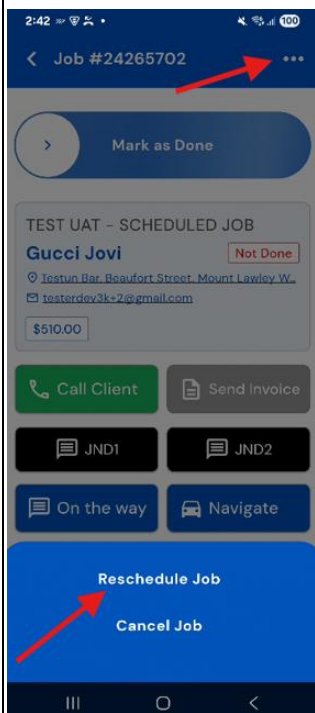 2:42
100
Job #24265702
Mark as Done
TEST UAT - SCHEDULED JOB
Gucci Jovi
Not Done
Testun Bar, Beaufort Street, Mount Lawley W...
testerdev3k+2@gmail.com
$510.00
Call Client
Send Invoice
JND1
JND2
On the way
Navigate
Reschedule Job
Cancel Job